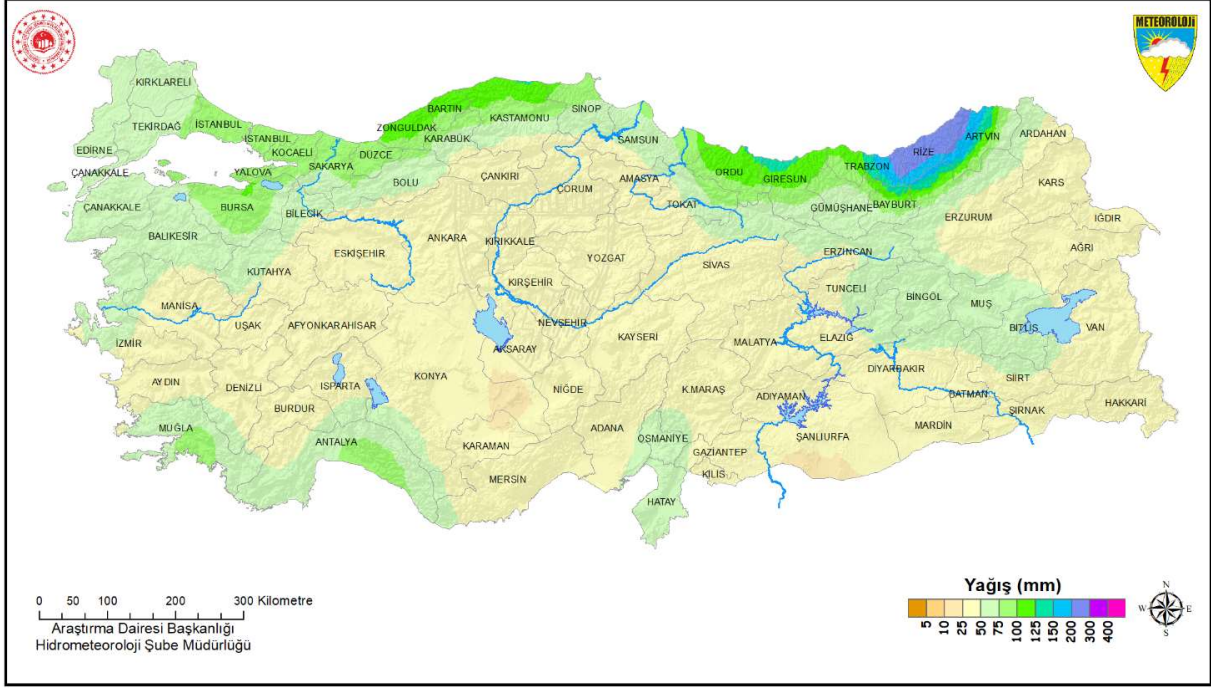 METEOROLOJİ
KIRKLARELİ
TEKİRDAĞ
İSTANBUL
EDİRNE
İSTANBUL
KOCAELİ
YALOVA
SAKARYA
DÜZCE
ZONGULDAK
BARTIN
KARABÜK
KASTAMONU
SİNOP
SAMSUN
ORDU
GİRESUN
TRABZON
RİZE
ARTVİN
ARDAHAN
KARS
IĞDIR
AĞRI
ERZURUM
BAYBURT
GÜMÜŞHANE
ERZİNCAN
TOKAT
AMASYA
ÇORUM
ÇANKIRI
BOLU
BİLECİK
BURSA
ÇANAKKALE
ÇANAKKALE
BALIKESİR
KÜTAHYA
ESKİŞEHİR
ANKARA
KIRIKKALE
YOZGAT
SİVAS
TUNCELİ
BİNGÖL
MUŞ
BİTLİS
VAN
MANİSA
UŞAK
AFYONKARAHİSAR
KIRŞEHİR
NEVŞEHİR
KAYSERİ
MALATYA
ELAZIĞ
İZMİR
AKSARAY
DİYARBAKIR
SİİRT
BATMAN
ŞIRNAK
HAKKARİ
AYDIN
DENİZLİ
ISPARTA
KONYA
NİĞDE
K.MARAŞ
ADIYAMAN
MARDİN
BURDUR
MUĞLA
ANTALYA
KARAMAN
ADANA
OSMANİYE
GAZİANTEP
ŞANLIURFA
KİLİS
MERSİN
HATAY
0 50 100 200 300 Kilometre
Araştırma Dairesi Başkanlığı
Hidrometeoroloji Şube Müdürlüğü
Yağış (mm)
5 10 25 50 75 100 125 150 200 300 400
N
W E
S